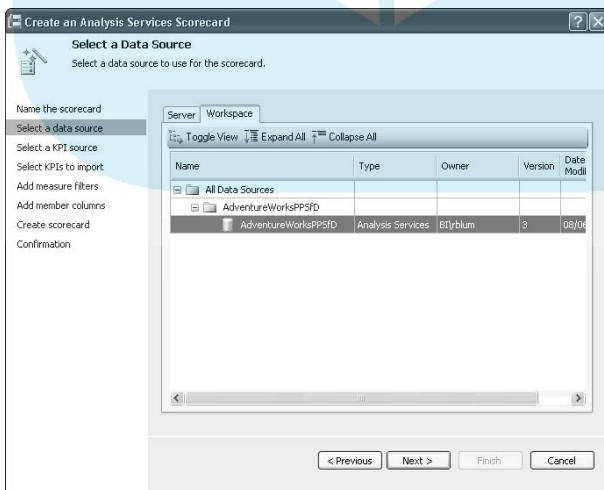 Create an Analysis Services Scorecard
Select a Data Source
Select a data source to use for the scorecard.
Name the scorecard
Select a data source
Select a KPI source
Select KPIs to import
Add measure filters
Add member columns
Create scorecard
Confirmation
Server Workspace
Toggle View Expand All Collapse All
Name Type Owner Version Date Modif
All Data Sources
AdventureWorksPPSfD
AdventureWorksPPSfD Analysis Services BI\rblum 3 08/06
< Previous Next > Finish Cancel